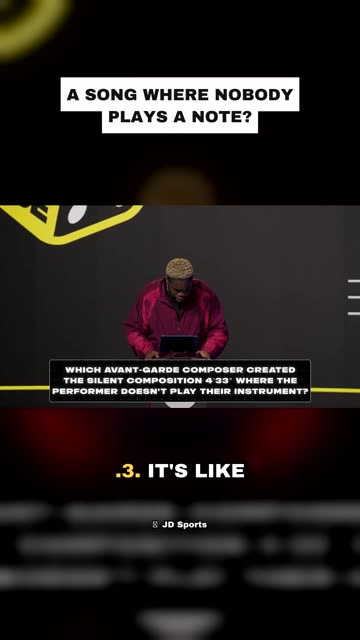 A SONG WHERE NOBODY
PLAYS A NOTE?
WHICH AVANT-GARDE COMPOSER CREATED
THE SILENT COMPOSITION 4'33" WHERE THE
PERFORMER DOESN'T PLAY THEIR INSTRUMENT?
.3. IT'S LIKE
JD Sports